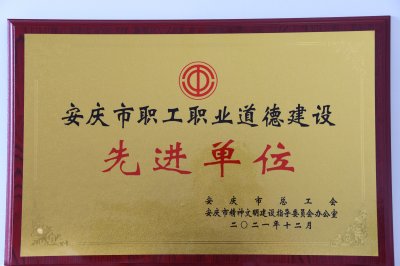 安庆市职工职业道德建设
先进单位
安庆市总工会
安庆市精神文明建设指导委员会办公室
二〇二一年十二月